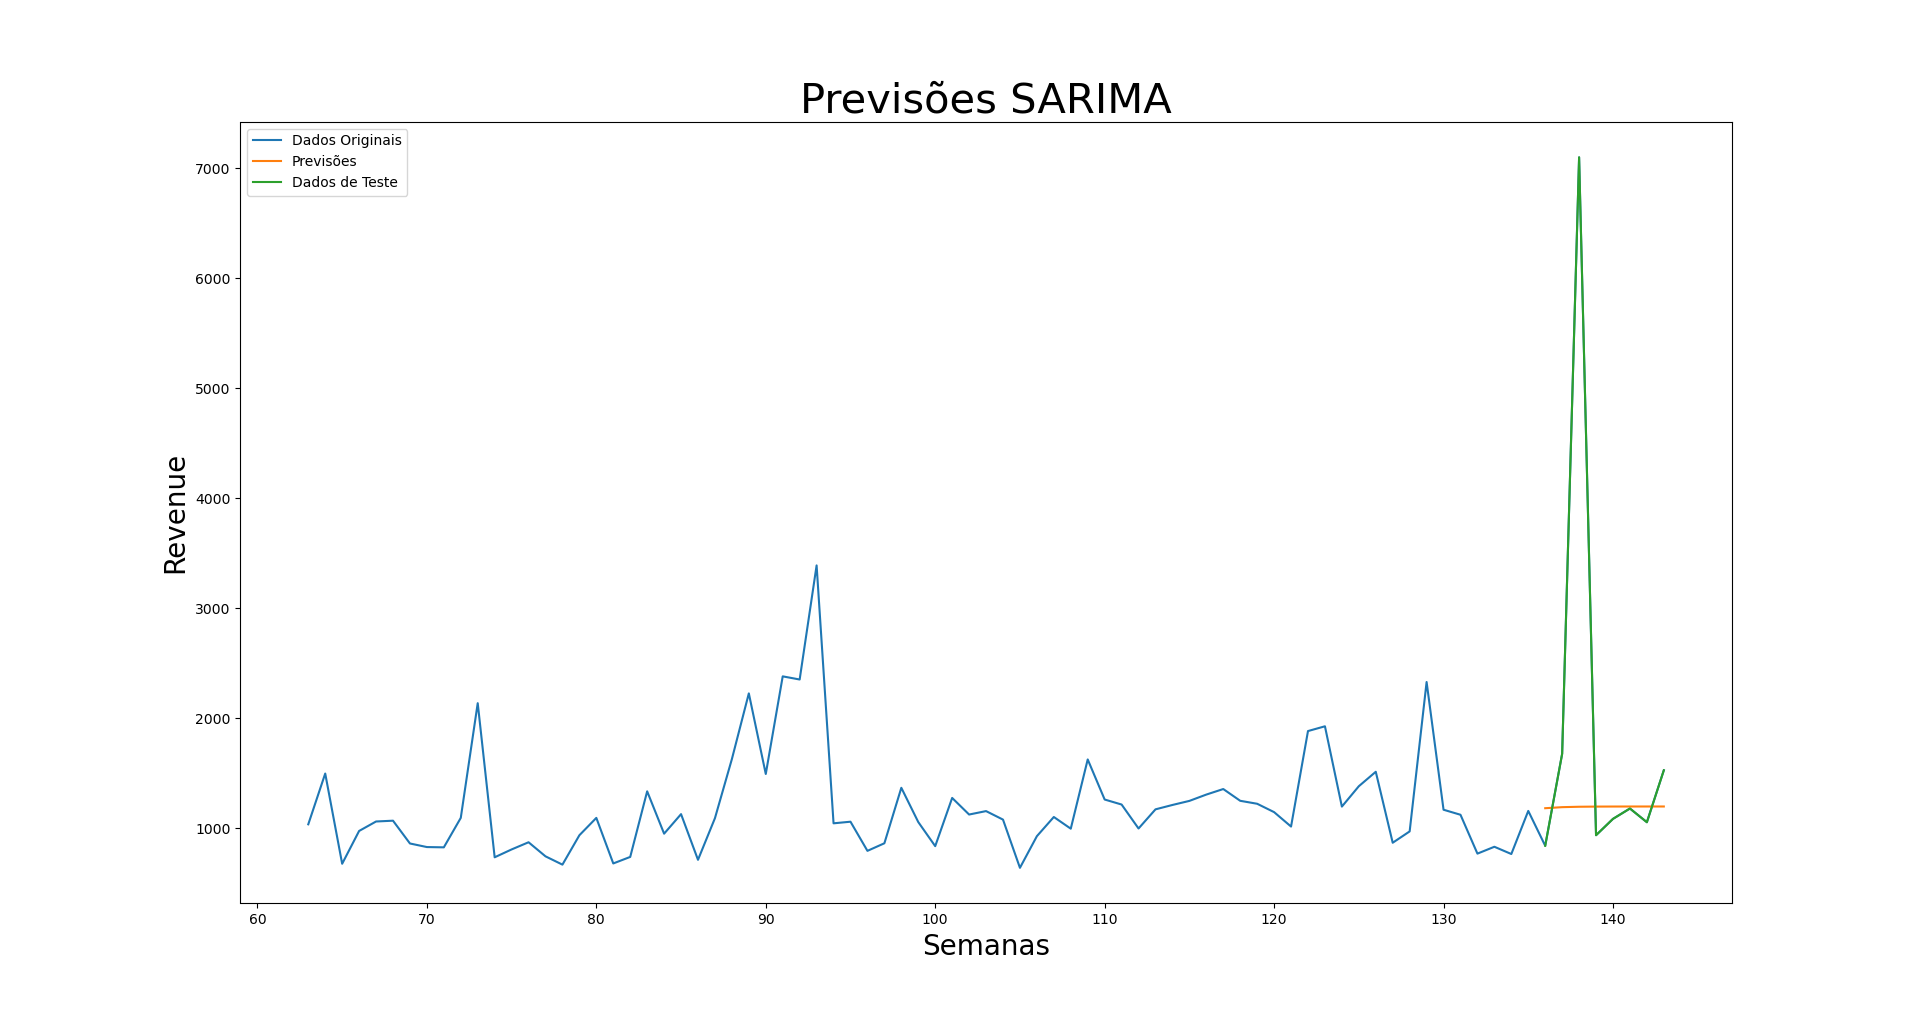 Previsões SARIMA
Dados Originais
Previsões
Dados de Teste
7000
6000
5000
4000
3000
2000
1000
Revenue
60 70 80 90 100 110 120 130 140
Semanas